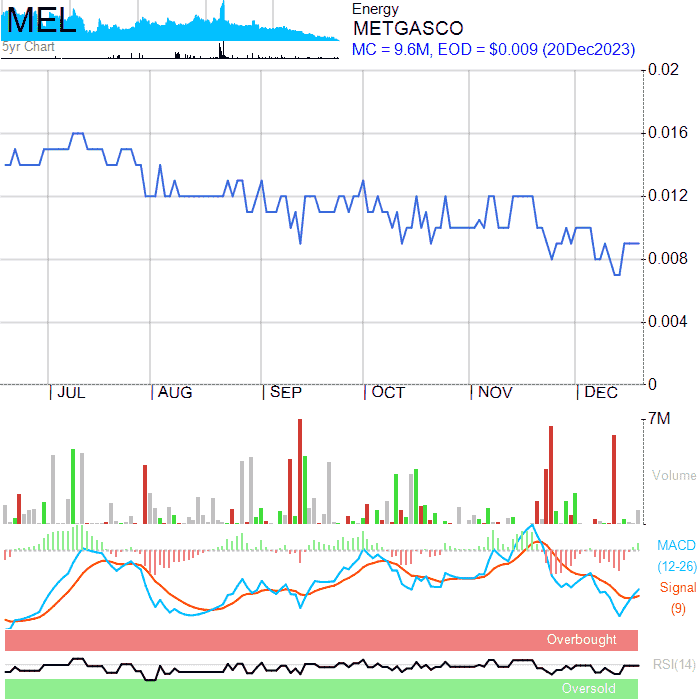 MEL
5yr Chart
Energy
METGASCO
MC = 9.6M, EOD = $0.009 (20Dec2023)
0.02
0.016
0.012
0.008
0.004
0
JUL AUG SEP OCT NOV DEC
7M
Volume
MACD
(12-26)
Signal
(9)
Overbought
RSI(14)
Oversold